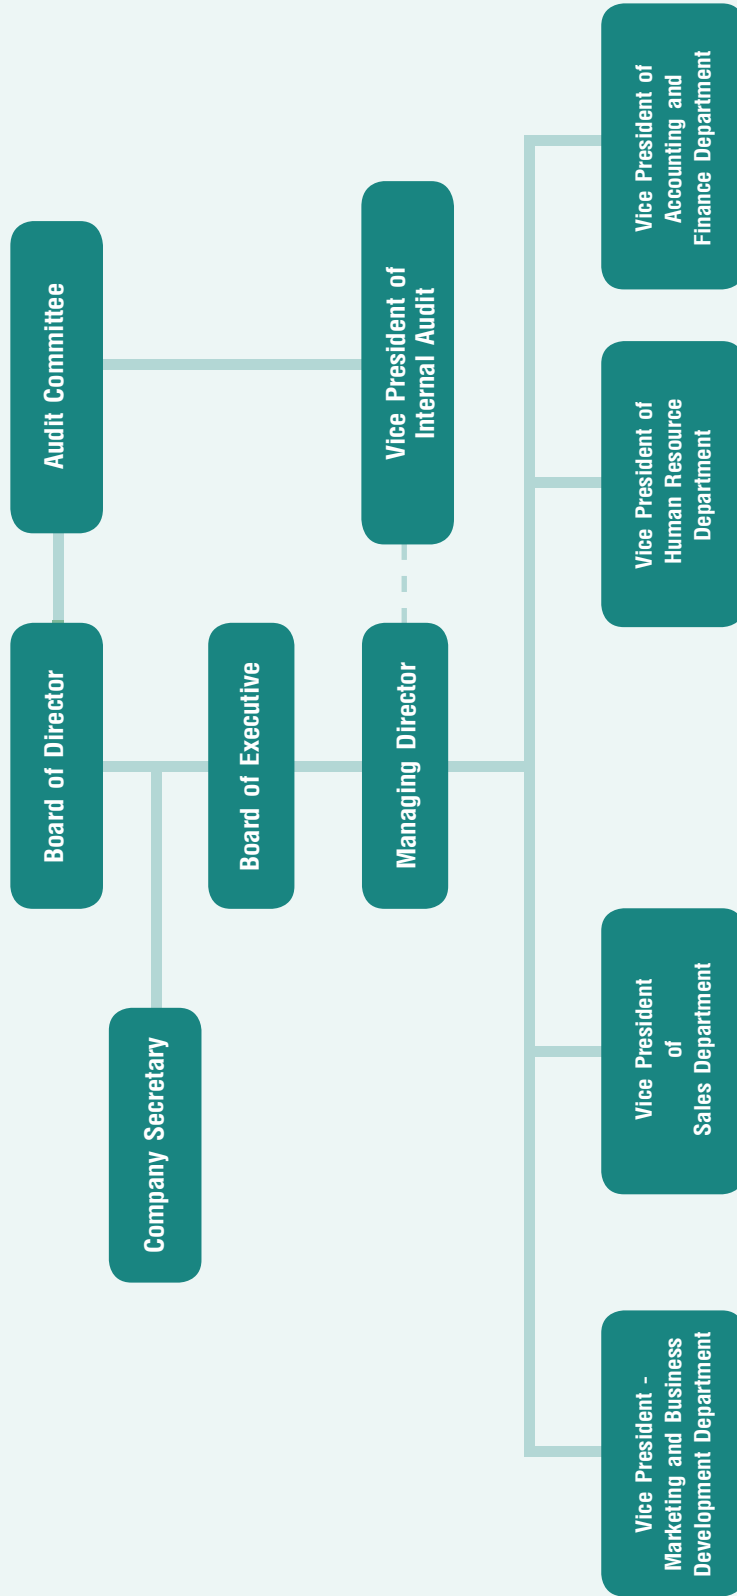 Board of Director
Audit Committee
Company Secretary
Board of Executive
Managing Director
Vice President of
Internal Audit
Vice President -
Marketing and Business
Development Department
Vice President
of
Sales Department
Vice President of
Human Resource
Department
Vice President of
Accounting and
Finance Department